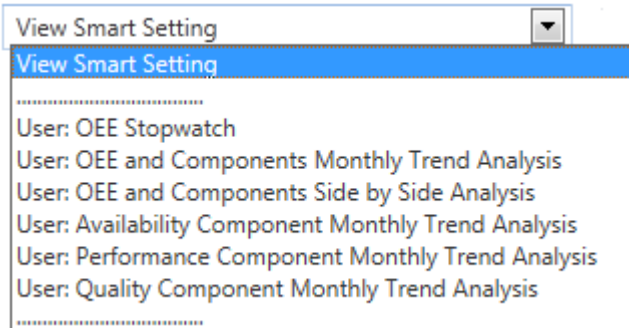 View Smart Setting
View Smart Setting
....................................
User: OEE Stopwatch
User: OEE and Components Monthly Trend Analysis
User: OEE and Components Side by Side Analysis
User: Availability Component Monthly Trend Analysis
User: Performance Component Monthly Trend Analysis
User: Quality Component Monthly Trend Analysis
....................................